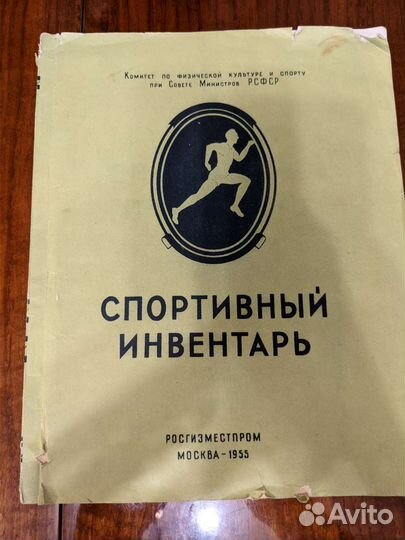 Комитет по физической культуре и спорту
при Совете Министров РСФСР
СПОРТИВНЫЙ
ИНВЕНТАРЬ
РОСГИЗМЕСТПРОМ
МОСКВА-1955
Avito